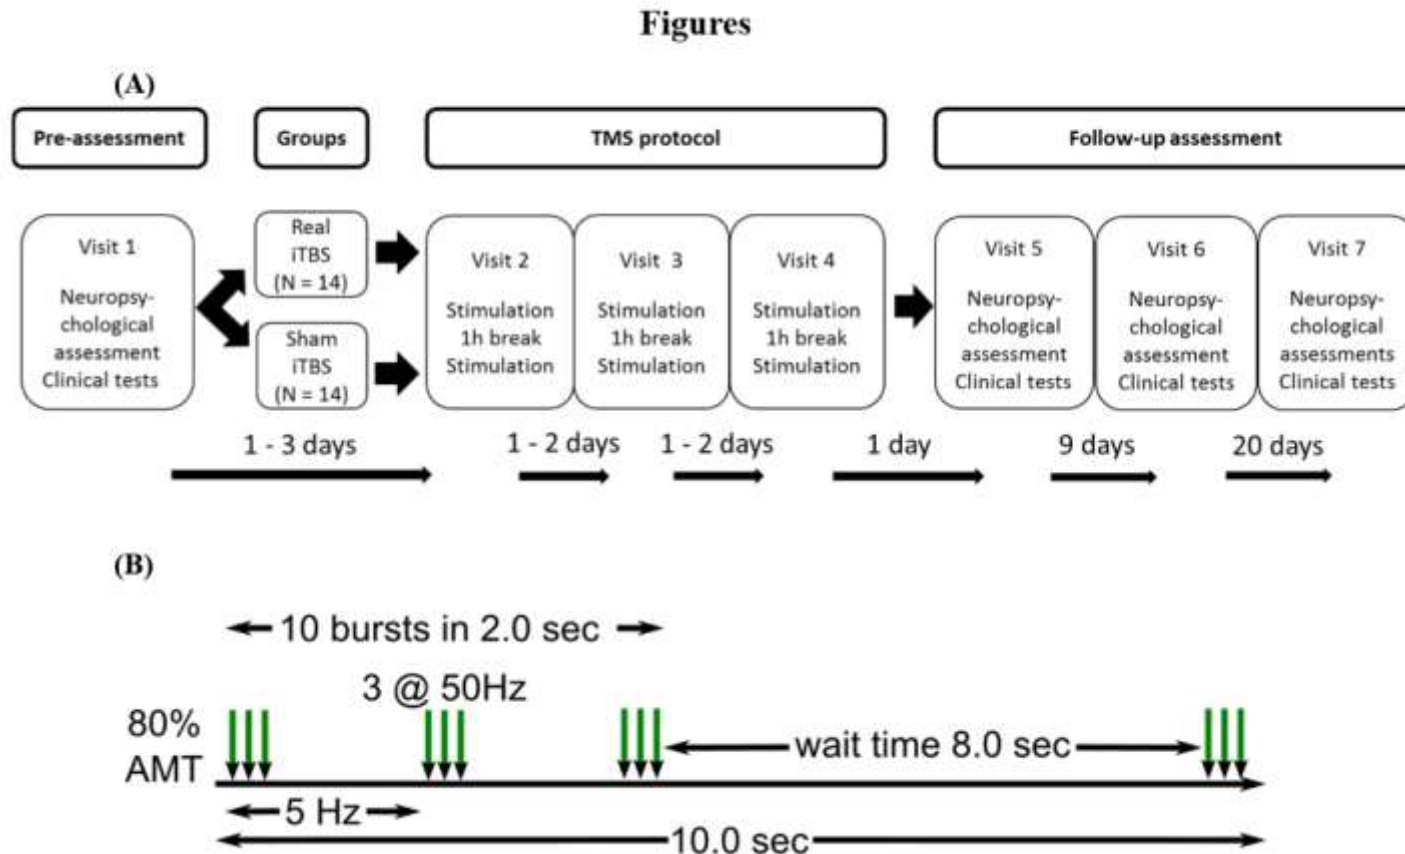 Figures
(A)
Pre-assessment
Groups
TMS protocol
Follow-up assessment
Visit 1
Neuropsy-
chological
assessment
Clinical tests
Real
iTBS
(N = 14)
Sham
iTBS
(N = 14)
Visit 2
Stimulation
1h break
Stimulation
Visit 3
Stimulation
1h break
Stimulation
Visit 4
Stimulation
1h break
Stimulation
Visit 5
Neuropsy-
chological
assessment
Clinical tests
Visit 6
Neuropsy-
chological
assessment
Clinical tests
Visit 7
Neuropsy-
chological
assessments
Clinical tests
1 - 3 days
1 - 2 days
1 - 2 days
1 day
9 days
20 days
(B)
10 bursts in 2.0 sec
3 @ 50Hz
80%
AMT
wait time 8.0 sec
5 Hz
10.0 sec